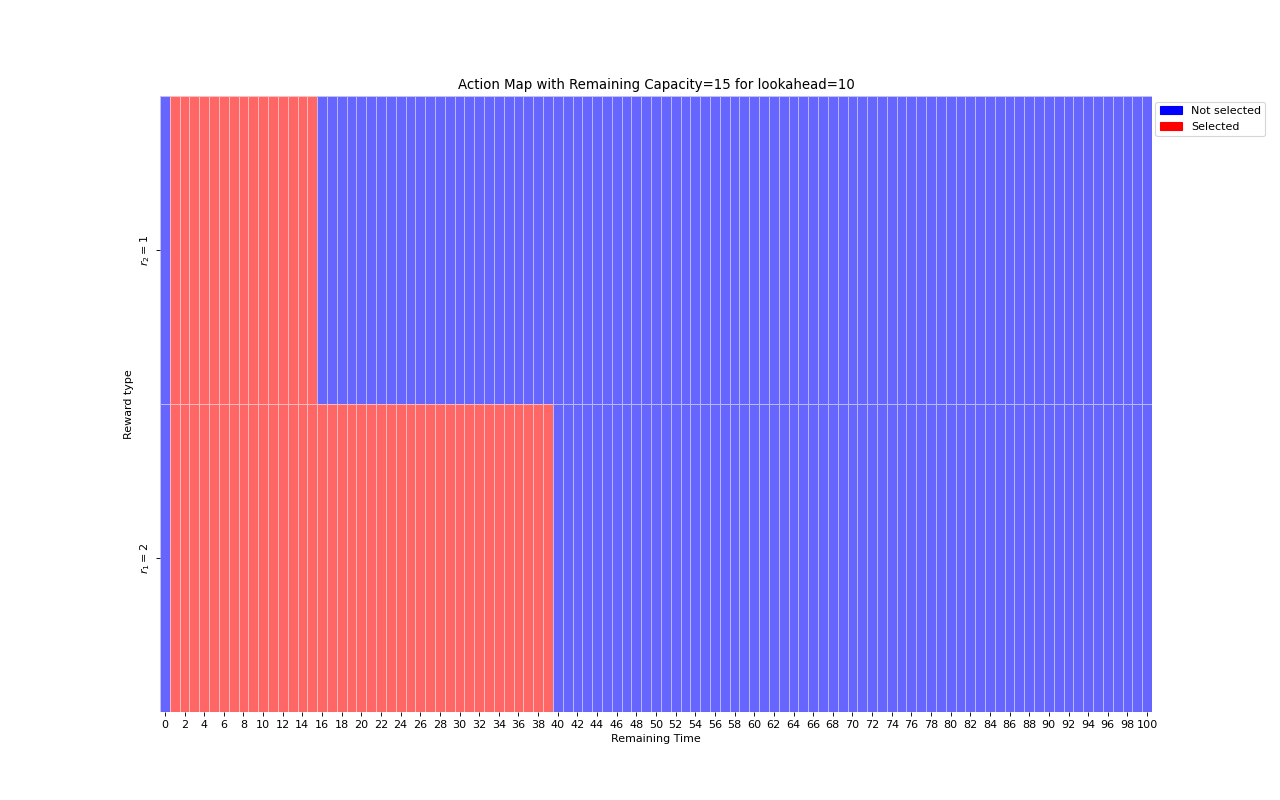 Action Map with Remaining Capacity=15 for lookahead=10
Not selected
Selected
r₂ = 1
Reward type
r₁ = 2
0 2 4 6 8 10 12 14 16 18 20 22 24 26 28 30 32 34 36 38 40 42 44 46 48 50 52 54 56 58 60 62 64 66 68 70 72 74 76 78 80 82 84 86 88 90 92 94 96 98 100
Remaining Time